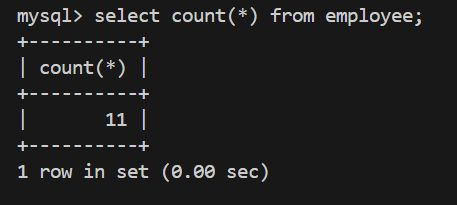 mysql> select count(*) from employee;
+----------+
| count(*) |
+----------+
|       11 |
+----------+
1 row in set (0.00 sec)